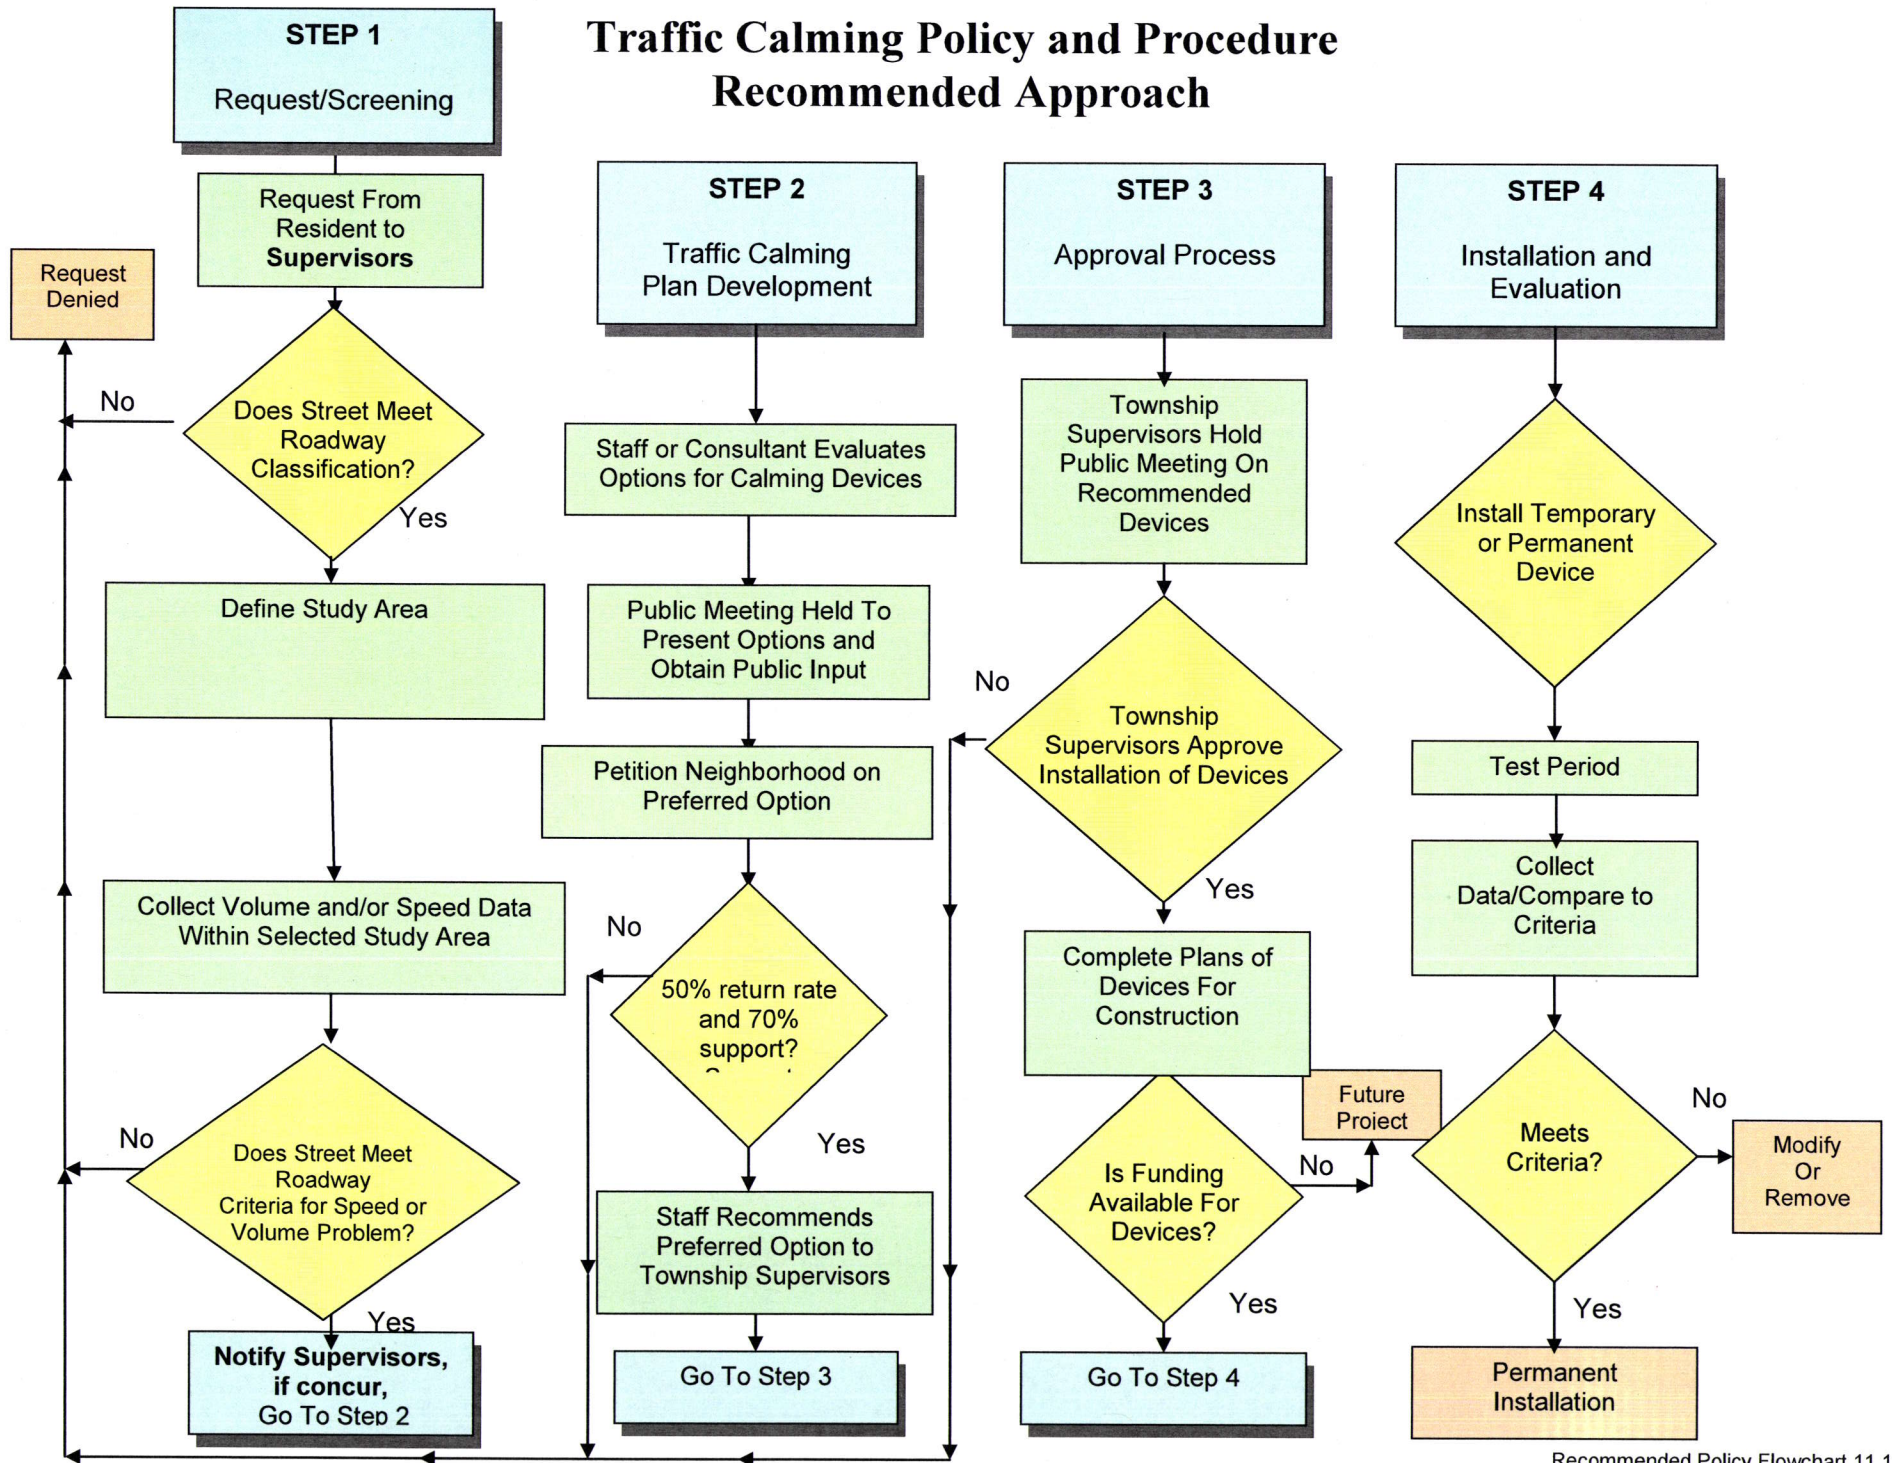 Traffic Calming Policy and Procedure
Recommended Approach
STEP 1
Request/Screening
Request From
Resident to
Supervisors
Request
Denied
No
Does Street Meet
Roadway
Classification?
Yes
Define Study Area
Collect Volume and/or Speed Data
Within Selected Study Area
No
Does Street Meet
Roadway
Criteria for Speed or
Volume Problem?
Yes
Notify Supervisors,
if concur,
Go To Step 2
STEP 2
Traffic Calming
Plan Development
Staff or Consultant Evaluates
Options for Calming Devices
Public Meeting Held To
Present Options and
Obtain Public Input
Petition Neighborhood on
Preferred Option
No
50% return rate
and 70%
support?
Yes
Staff Recommends
Preferred Option to
Township Supervisors
Go To Step 3
STEP 3
Approval Process
Township
Supervisors Hold
Public Meeting On
Recommended
Devices
No
Township
Supervisors Approve
Installation of Devices
Yes
Complete Plans of
Devices For
Construction
Future
Project
No
Is Funding
Available For
Devices?
Yes
Go To Step 4
STEP 4
Installation and
Evaluation
Install Temporary
or Permanent
Device
Test Period
Collect
Data/Compare to
Criteria
No
Meets
Criteria?
Modify
Or
Remove
Yes
Permanent
Installation
Recommended Policy Flowchart 11.1